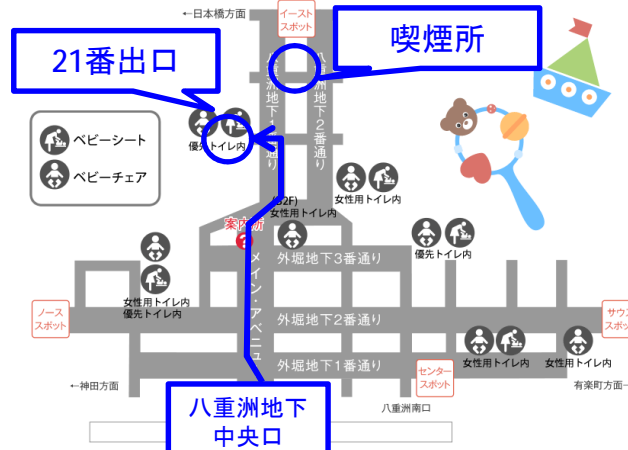 ←日本橋方面
イースト
スポット
21番出口
喫煙所
八重洲地下1番通り
八重洲地下2番通り
ベビーシート
ベビーチェア
優先トイレ内
(B2F)
女性用トイレ内
案内所
?
女性用トイレ内
優先トイレ内
女性用トイレ内
優先トイレ内
メイン・アベニュ
外堀地下3番通り
外堀地下2番通り
外堀地下1番通り
ノース
スポット
サウス
スポッ
女性用トイレ内
女性用トイレ内
センター
スポット
←神田方面
有楽町方面
八重洲南口
八重洲地下
中央口